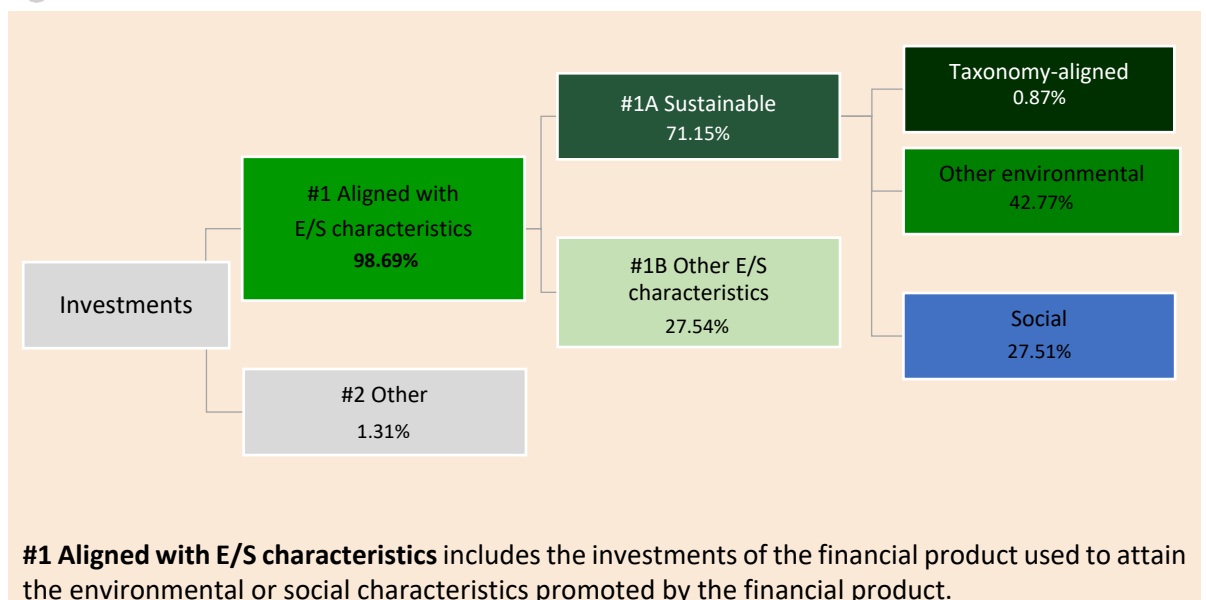 Investments
#1 Aligned with
E/S characteristics
98.69%
#2 Other
1.31%
#1A Sustainable
71.15%
#1B Other E/S
characteristics
27.54%
Taxonomy-aligned
0.87%
Other environmental
42.77%
Social
27.51%
#1 Aligned with E/S characteristics includes the investments of the financial product used to attain
the environmental or social characteristics promoted by the financial product.